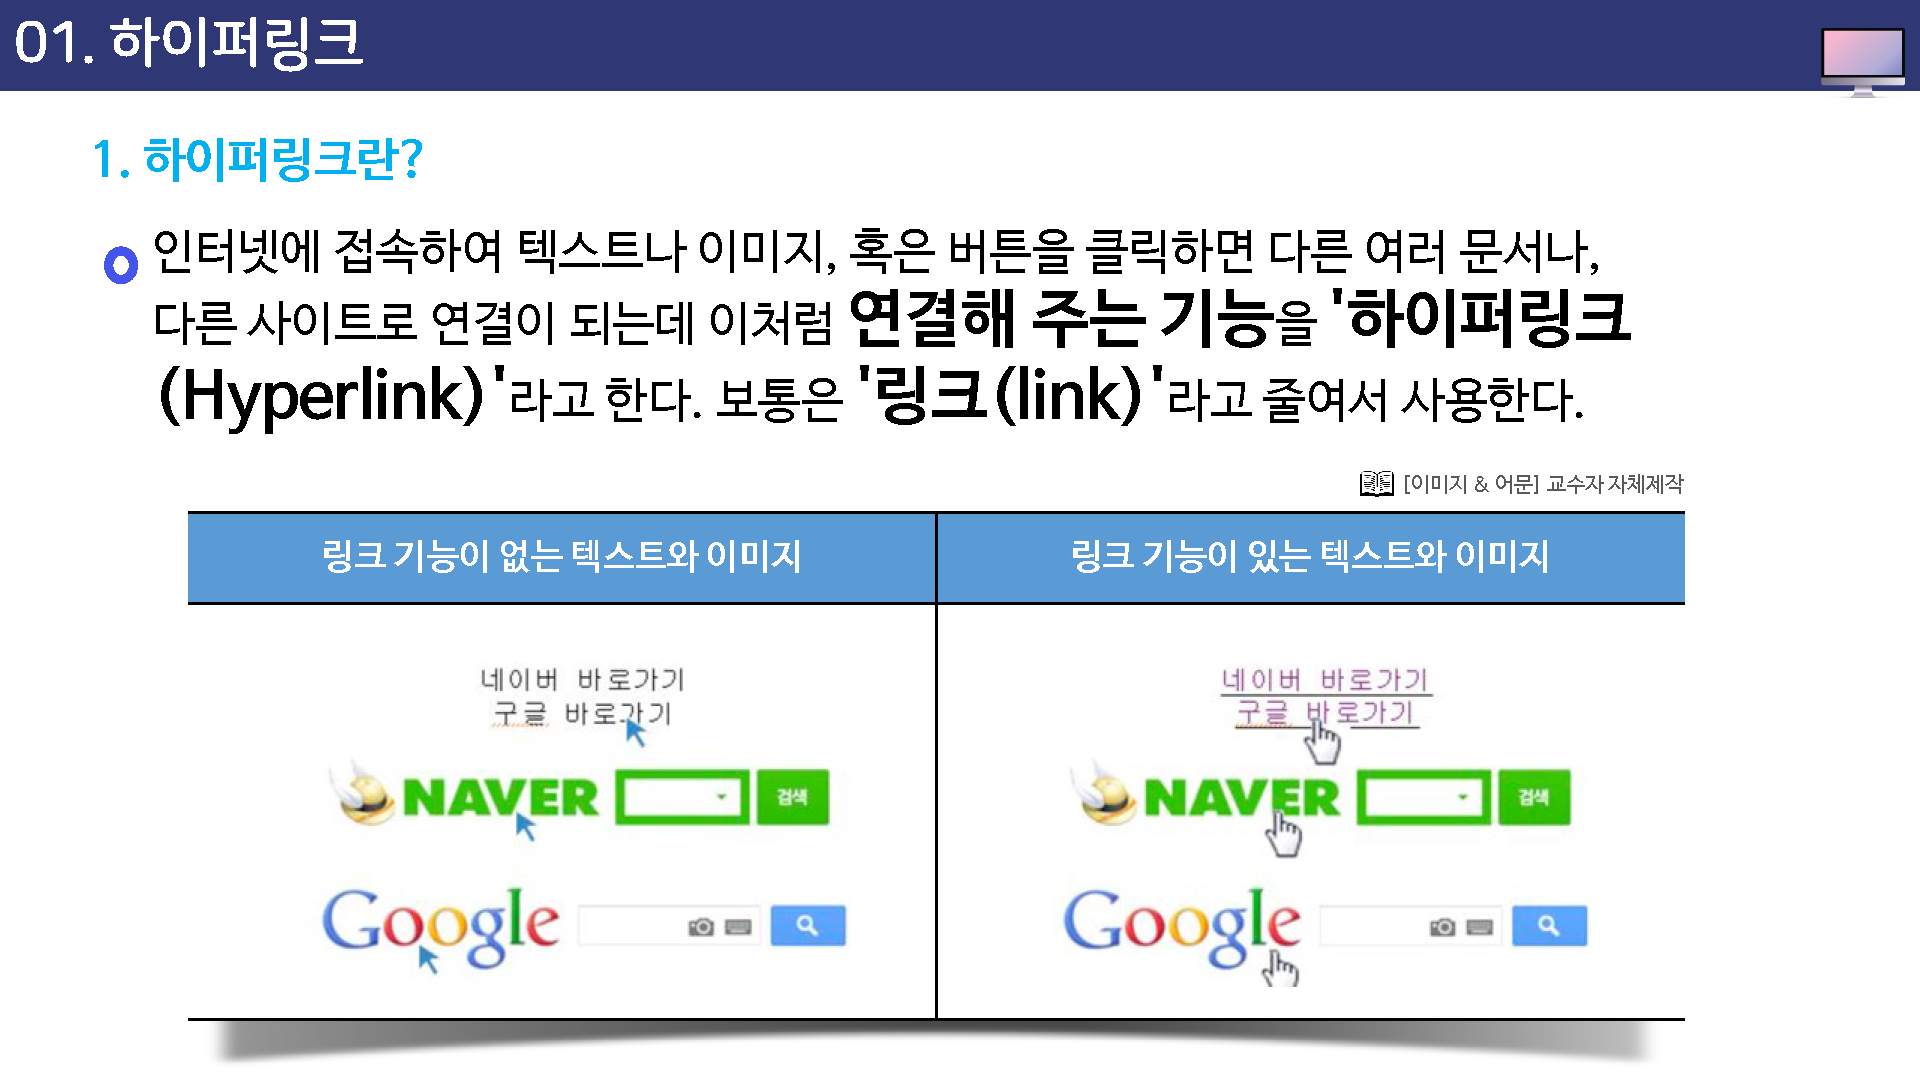 01. 하이퍼링크
1. 하이퍼링크란?
인터넷에 접속하여 텍스트나 이미지, 혹은 버튼을 클릭하면 다른 여러 문서나,
다른 사이트로 연결이 되는데 이처럼 연결해 주는 기능을 '하이퍼링크
(Hyperlink)'라고 한다. 보통은 '링크(link)'라고 줄여서 사용한다.
[이미지 & 어문] 교수자 자체제작
링크 기능이 없는 텍스트와 이미지
링크 기능이 있는 텍스트와 이미지
네이버 바로가기
구글 바로가기
NAVER 검색
Google
네이버 바로가기
구글 바로가기
NAVER 검색
Google